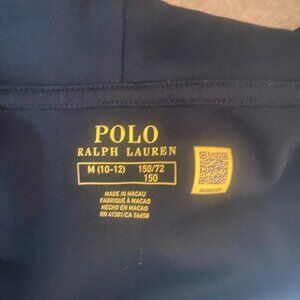 POLO
RALPH LAUREN
M (10-12) 150/72
150
MADE IN MACAU
FABRIQUÉ À MACAO
HECHO EN MACAO
RN 41381/CA 56658